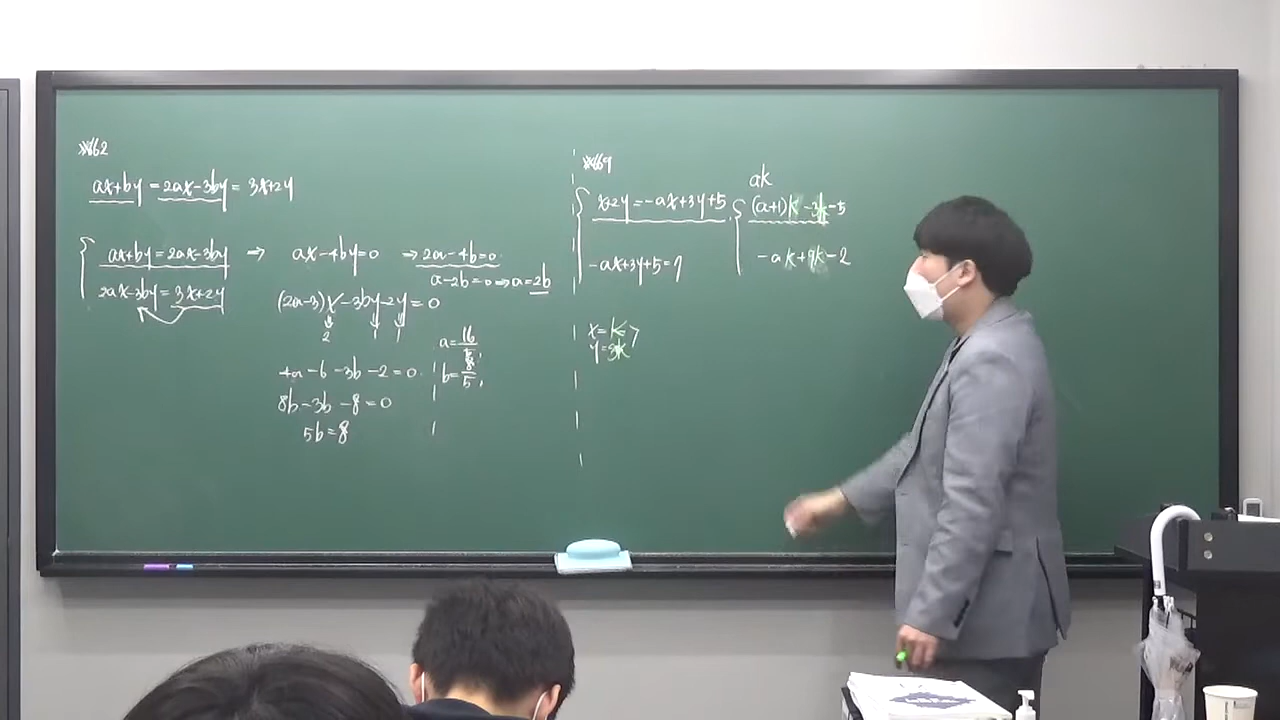 ※162
ax+by = 2ax-3by = 3x+2y
ax+by=2ax-3by ⇒ ax-4by=0 → 2a-4b=0
a-2b=0 ⇒ a=2b
2ax-3by=3x+2y
(2a-3)x-3by-2y=0
2 1 1
4a-6-3b-2=0
8b-3b-8=0
5b=8
a=16/5,
b=8/5,
※169
x+2y=-ax+3y+5
-ax+3y+5=7
x=k
y=3k
ak
(a+1)k-3k=5
-ak+9k=2